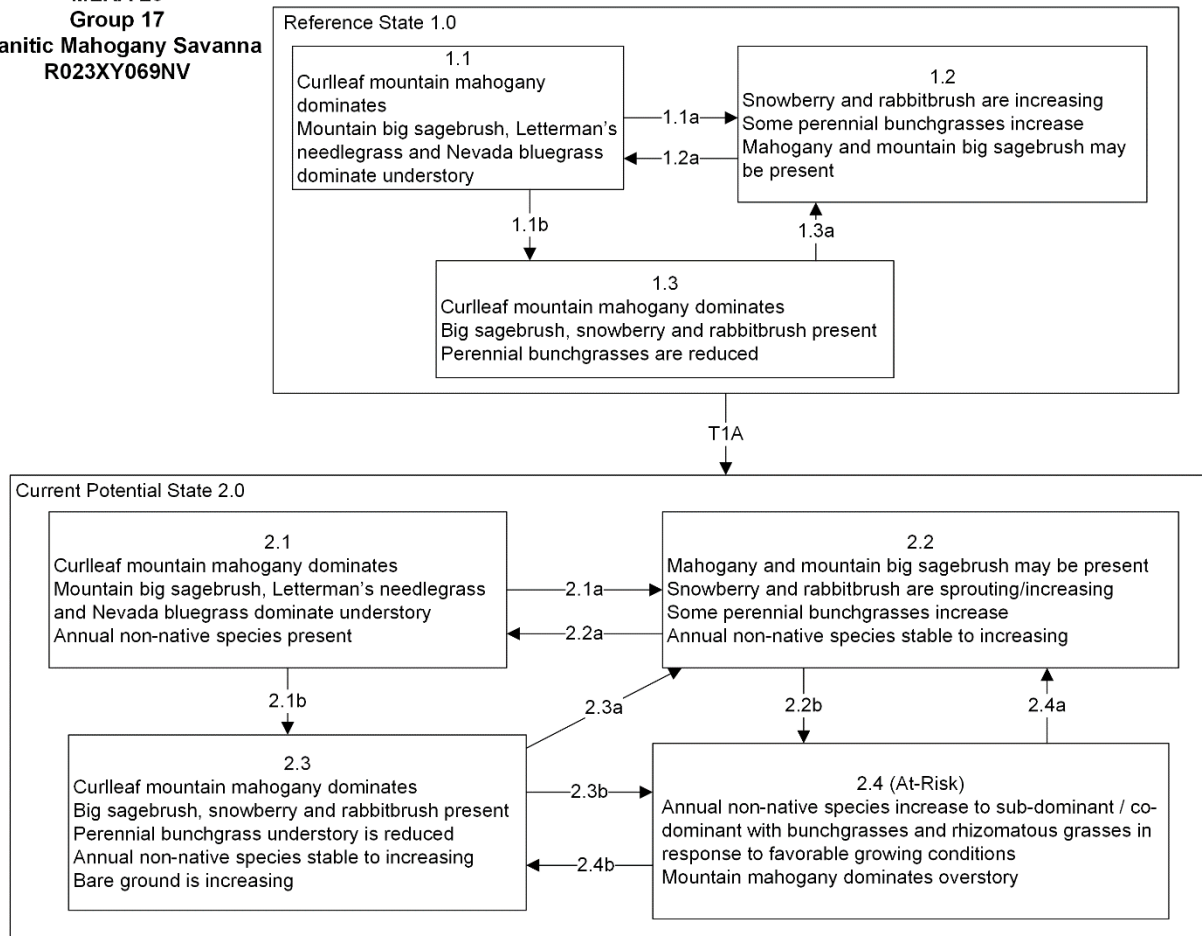 Group 17
Mahogany Savanna
R023XY069NV
Reference State 1.0
1.1
Curlleaf mountain mahogany
dominates
Mountain big sagebrush, Letterman's
needlegrass and Nevada bluegrass
dominate understory
1.1a
1.2a
1.2
Snowberry and rabbitbrush are increasing
Some perennial bunchgrasses increase
Mahogany and mountain big sagebrush may
be present
1.1b
1.3a
1.3
Curlleaf mountain mahogany dominates
Big sagebrush, snowberry and rabbitbrush present
Perennial bunchgrasses are reduced
T1A
Current Potential State 2.0
2.1
Curlleaf mountain mahogany dominates
Mountain big sagebrush, Letterman's needlegrass
and Nevada bluegrass dominate understory
Annual non-native species present
2.1a
2.2a
2.2
Mahogany and mountain big sagebrush may be present
Snowberry and rabbitbrush are sprouting/increasing
Some perennial bunchgrasses increase
Annual non-native species stable to increasing
2.1b
2.3a
2.2b
2.4a
2.3
Curlleaf mountain mahogany dominates
Big sagebrush, snowberry and rabbitbrush present
Perennial bunchgrass understory is reduced
Annual non-native species stable to increasing
Bare ground is increasing
2.3b
2.4b
2.4 (At-Risk)
Annual non-native species increase to sub-dominant / co-
dominant with bunchgrasses and rhizomatous grasses in
response to favorable growing conditions
Mountain mahogany dominates overstory